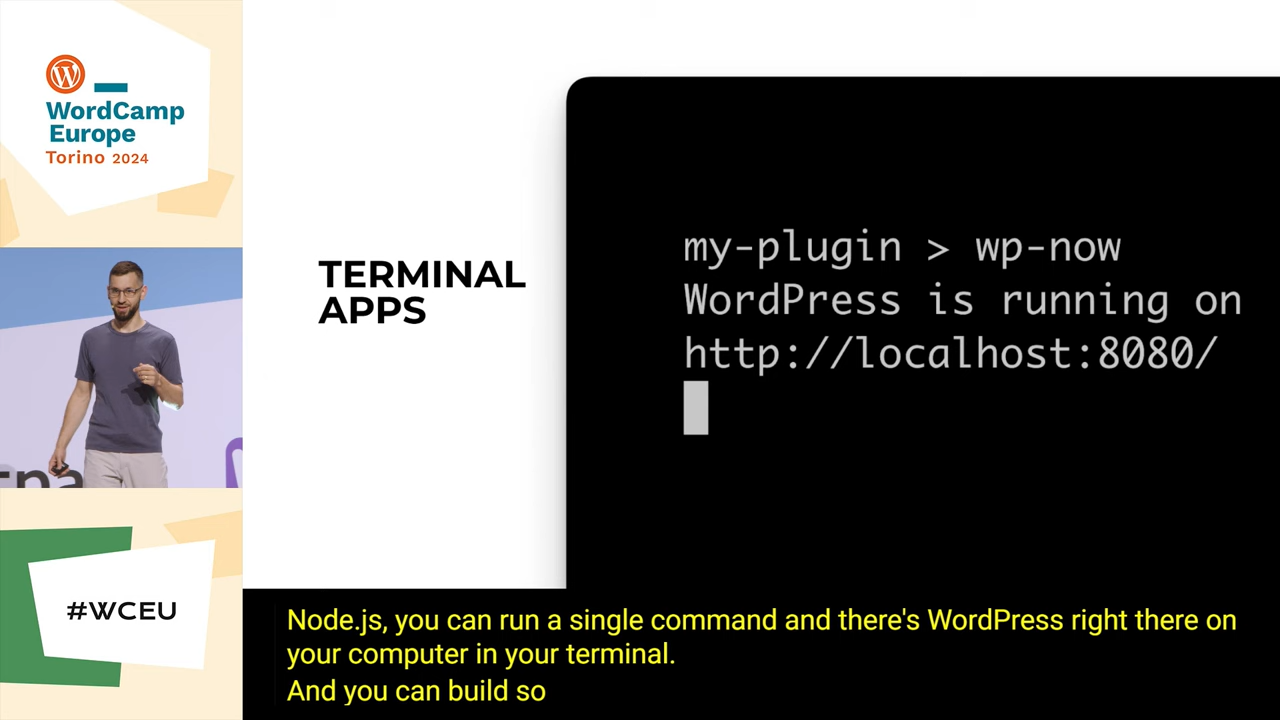 WordCamp
Europe
Torino 2024
TERMINAL
APPS
my-plugin > wp-now
WordPress is running on
http://localhost:8080/
#WCEU
Node.js, you can run a single command and there's WordPress right there on
your computer in your terminal.
And you can build so